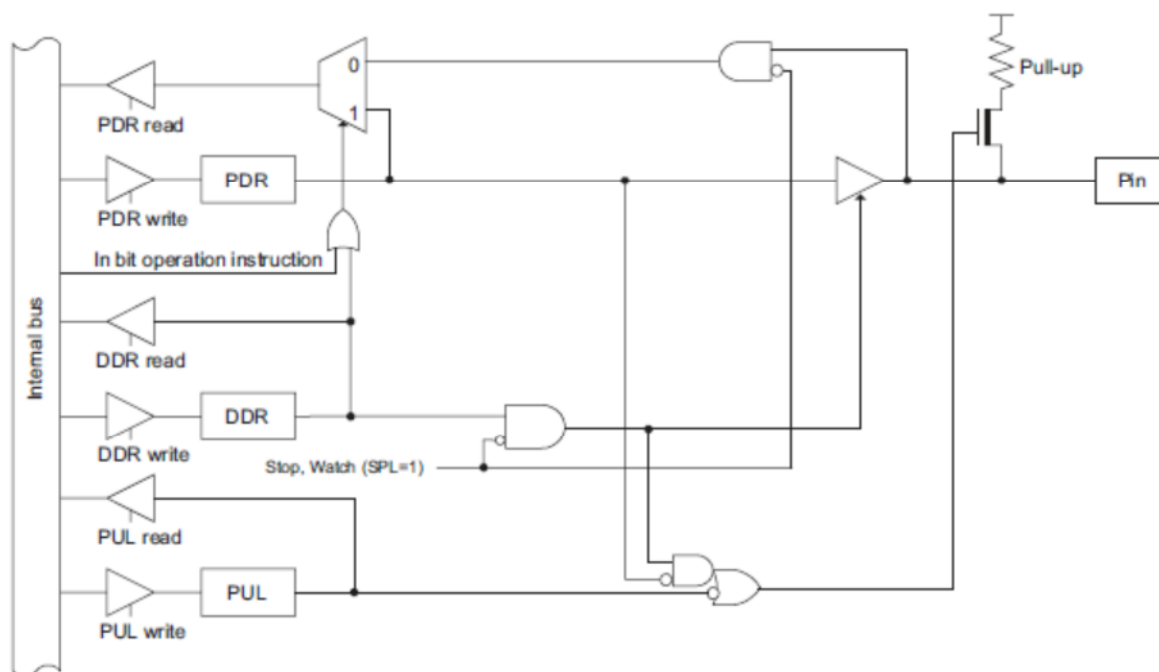 0
Pull-up
1
PDR read
PDR
Pin
PDR write
In bit operation instruction
Internal bus
DDR read
DDR
DDR write
Stop, Watch (SPL=1)
PUL read
PUL
PUL write